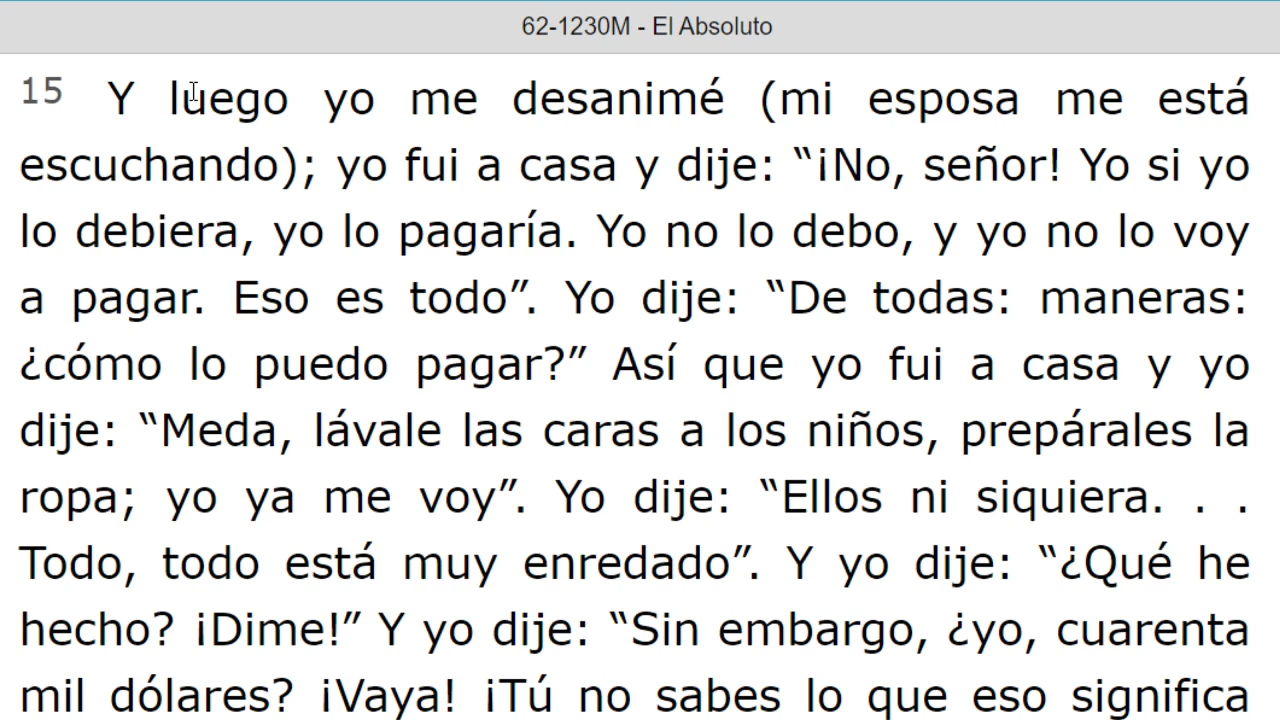 62-1230M - El Absoluto
15 Y luego yo me desanimé (mi esposa me está
escuchando); yo fui a casa y dije: “¡No, señor! Yo si yo
lo debiera, yo lo pagaría. Yo no lo debo, y yo no lo voy
a pagar. Eso es todo”. Yo dije: “De todas: maneras:
¿cómo lo puedo pagar?” Así que yo fui a casa y yo
dije: “Meda, lávale las caras a los niños, prepárales la
ropa; yo ya me voy”. Yo dije: “Ellos ni siquiera. . .
Todo, todo está muy enredado”. Y yo dije: “¿Qué he
hecho? ¡Dime!” Y yo dije: “Sin embargo, ¿yo, cuarenta
mil dólares? ¡Vaya! ¡Tú no sabes lo que eso significa